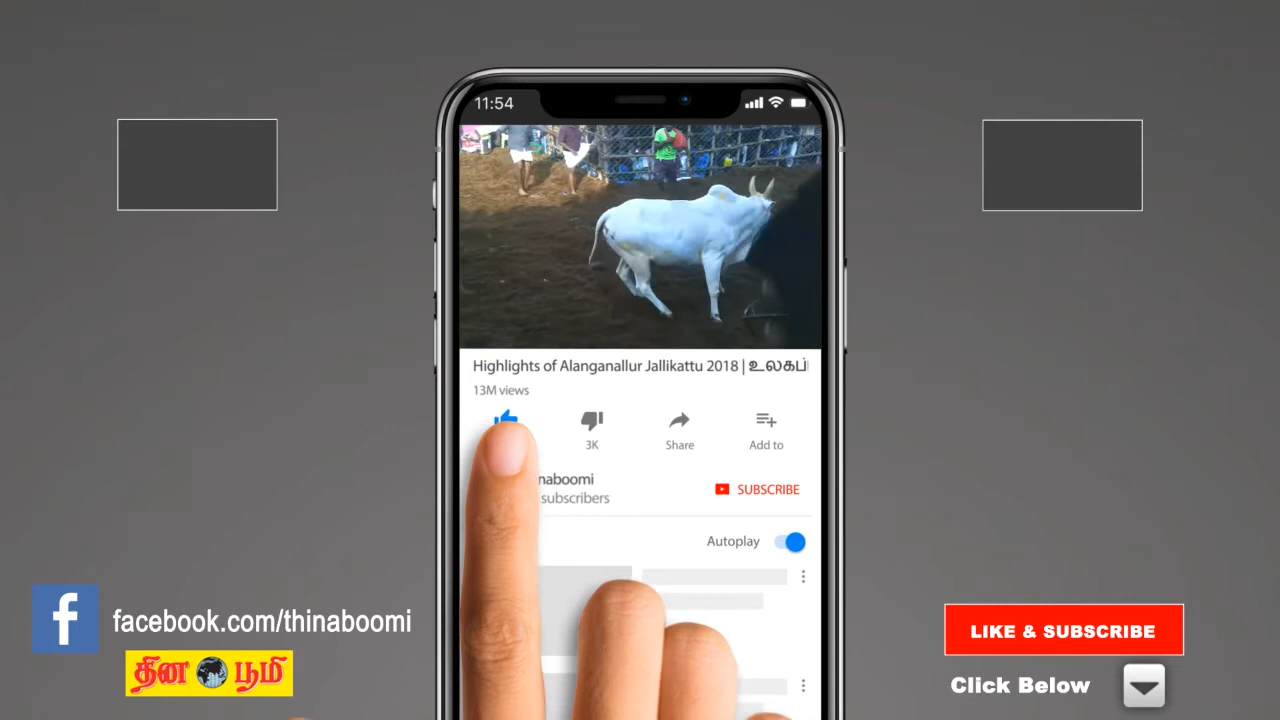 11:54
Highlights of Alanganallur Jallikattu 2018 | உலகப்
13M views
3K
Share
Add to
naboomi
subscribers
SUBSCRIBE
Autoplay
facebook.com/thinaboomi
தின பூமி
LIKE & SUBSCRIBE
Click Below